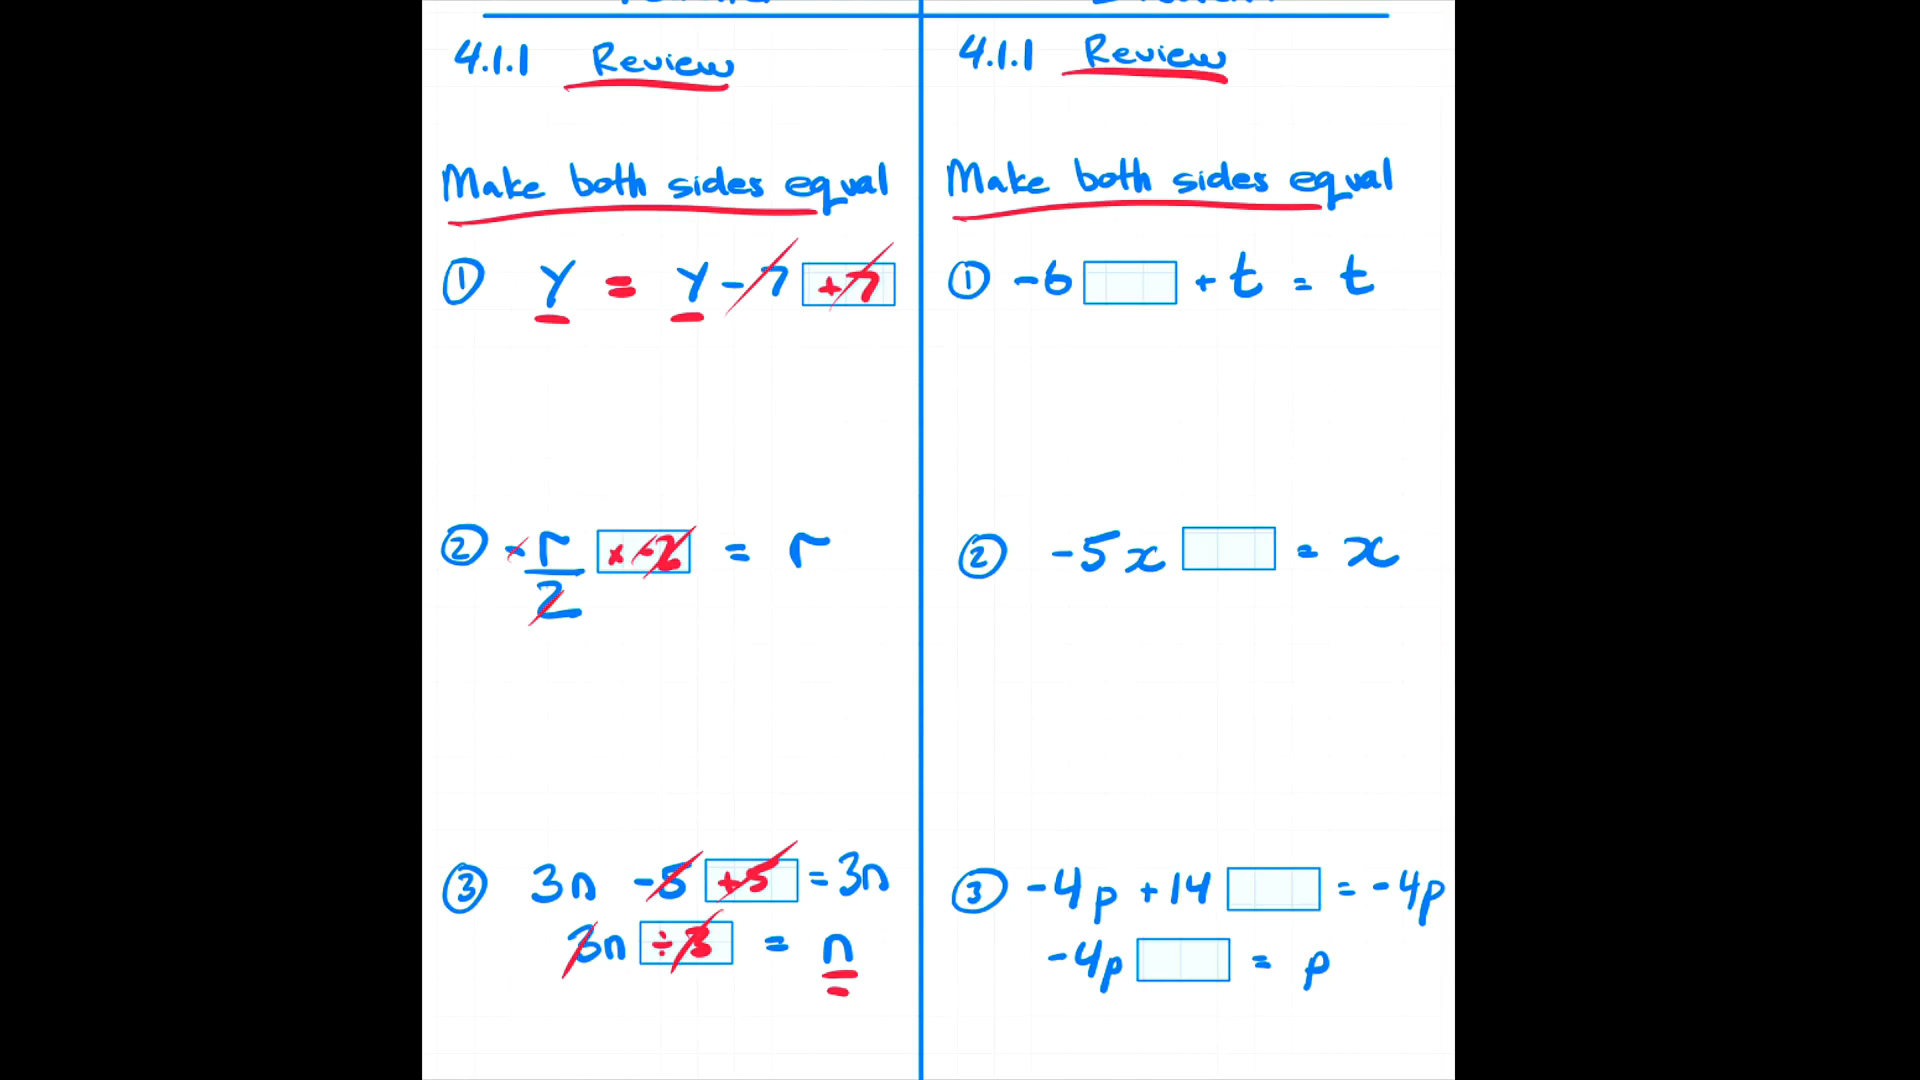 4.1.1 Review
Make both sides equal
① y = y - 7 +7
② -r/2 × -2 = r
③ 3n - 5 +5 = 3n
3n ÷3 = n
4.1.1 Review
Make both sides equal
① -6 + t = t
② -5x = x
③ -4p + 14 = -4p
-4p = p